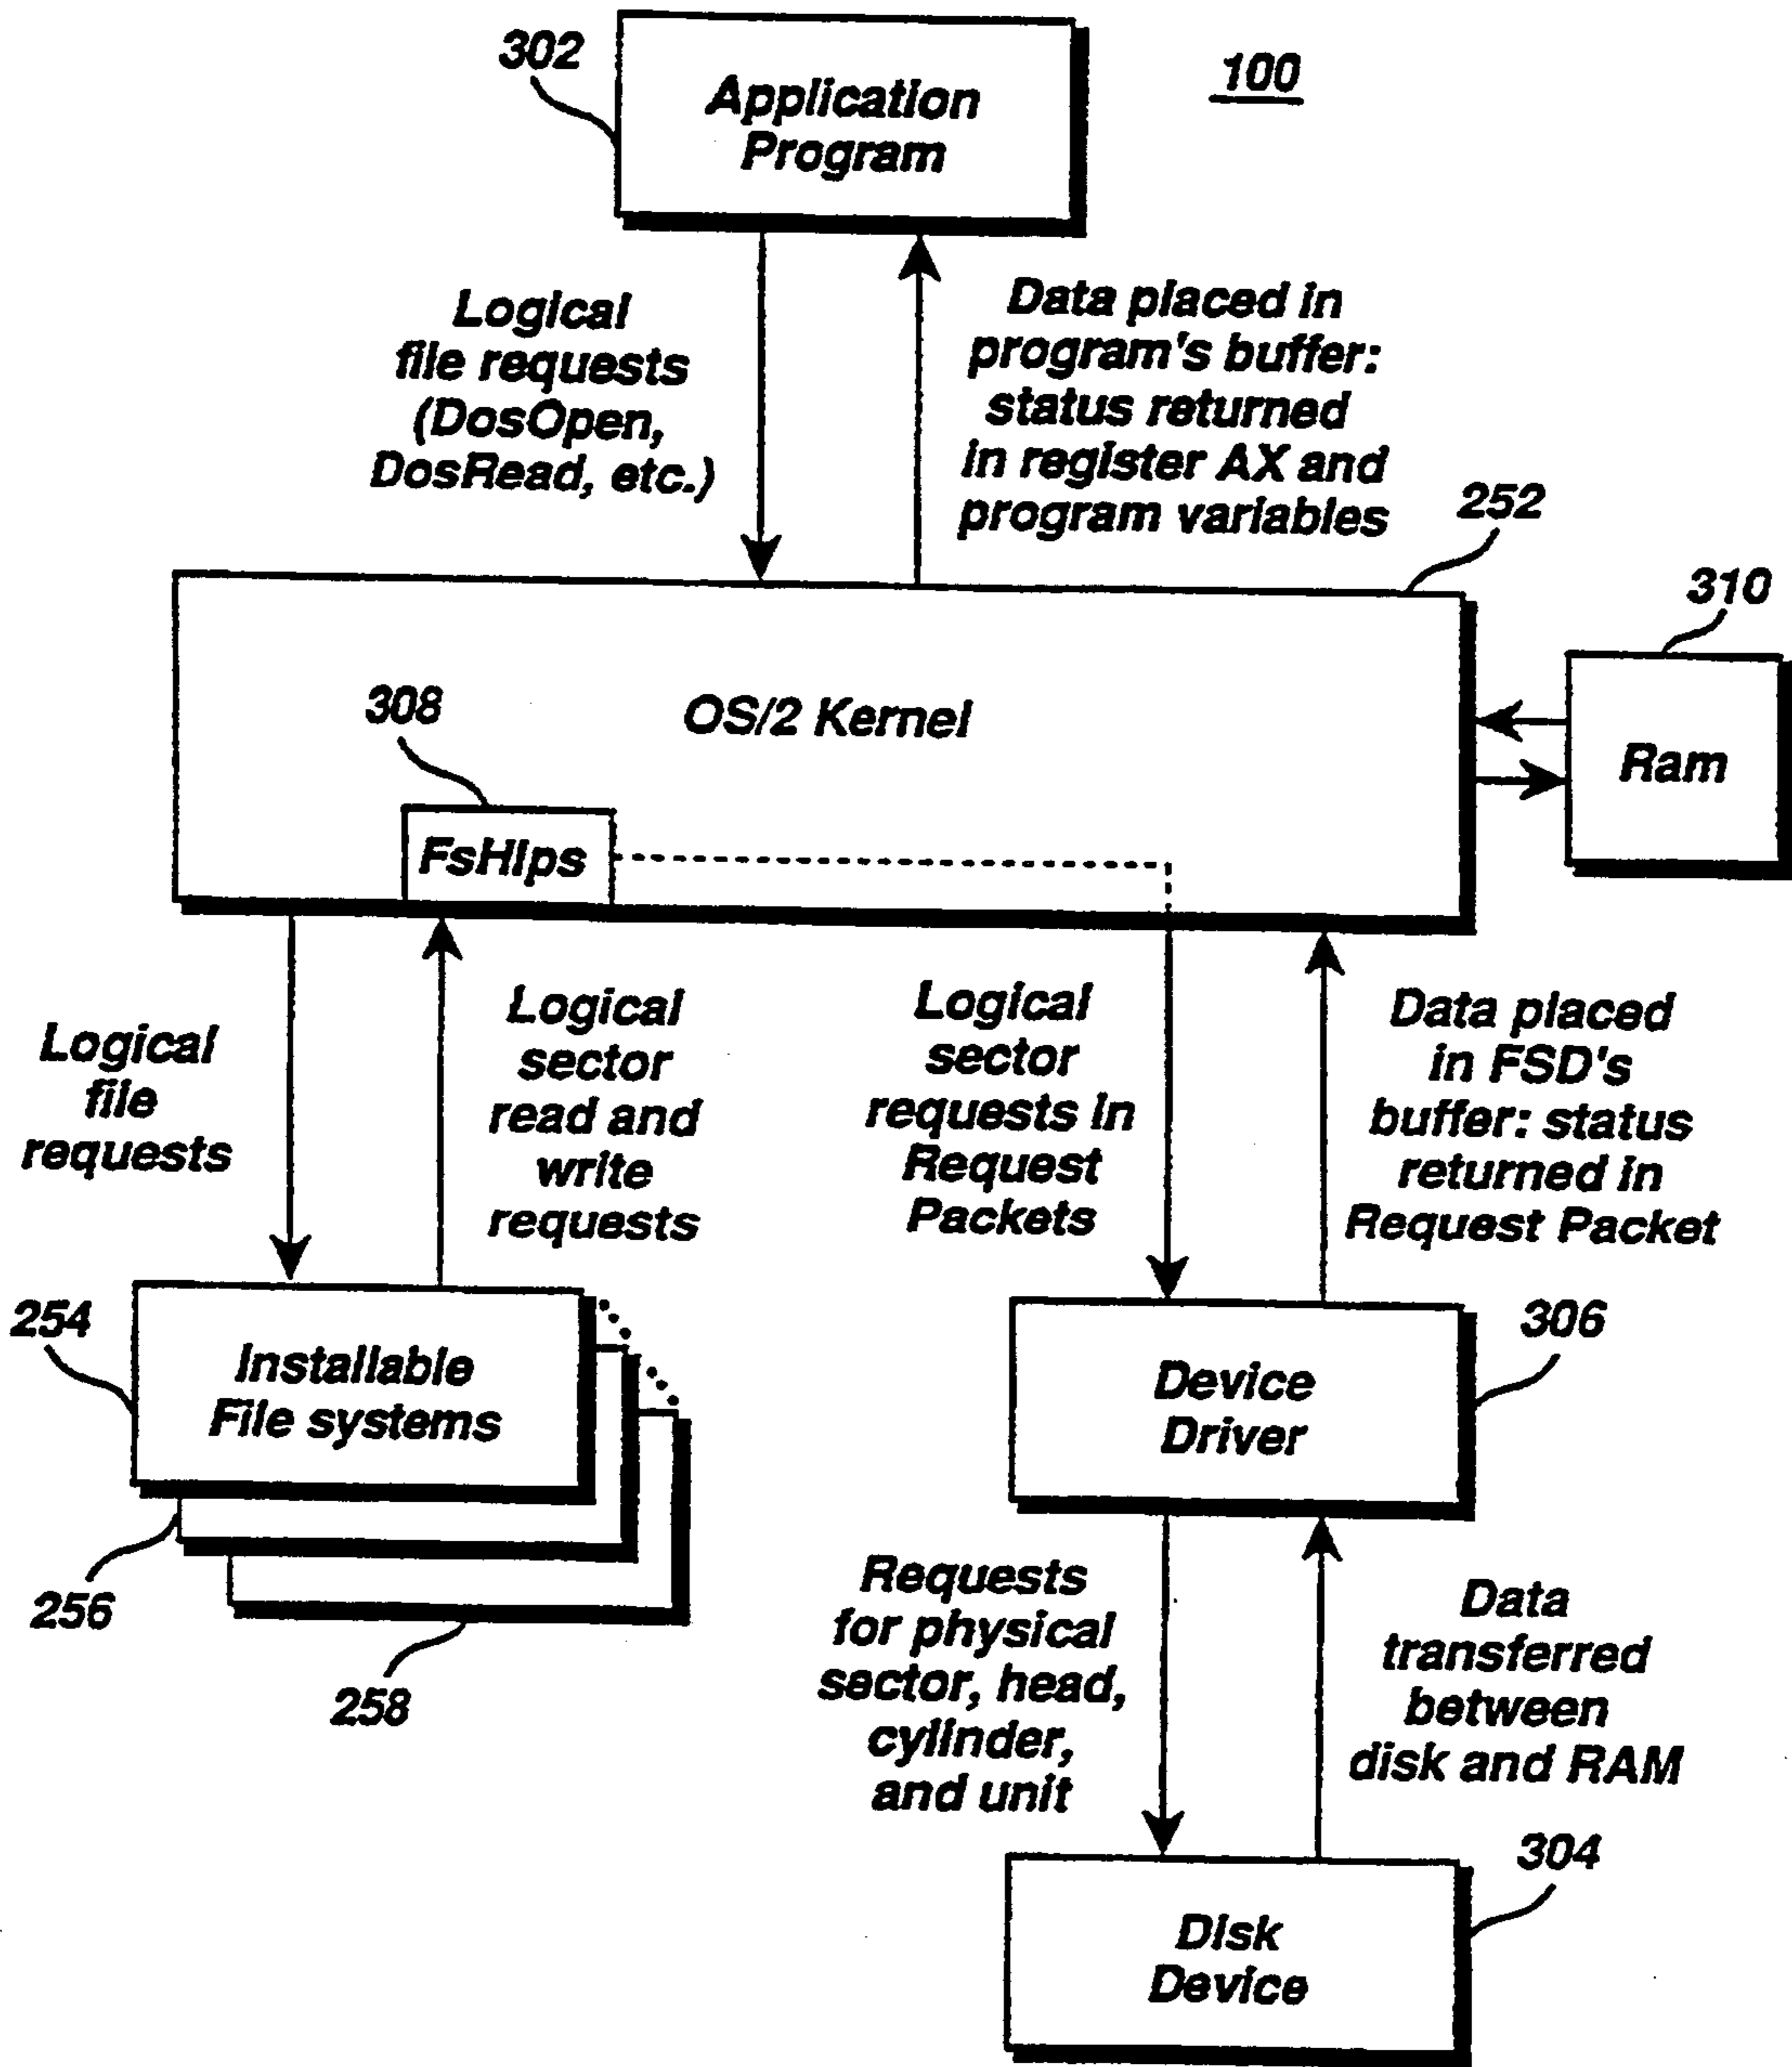 302
100
Application
Program
Logical
file requests
(DosOpen,
DosRead, etc.)
Data placed in
program's buffer:
status returned
in register AX and
program variables
252
310
OS/2 Kernel
308
FsHlps
Ram
Logical
file
requests
Logical
sector
read and
write
requests
Logical
sector
requests in
Request
Packets
Data placed
in FSD's
buffer: status
returned in
Request Packet
254
Installable
File systems
256
258
Device
Driver
306
Requests
for physical
sector, head,
cylinder,
and unit
Data
transferred
between
disk and RAM
304
Disk
Device